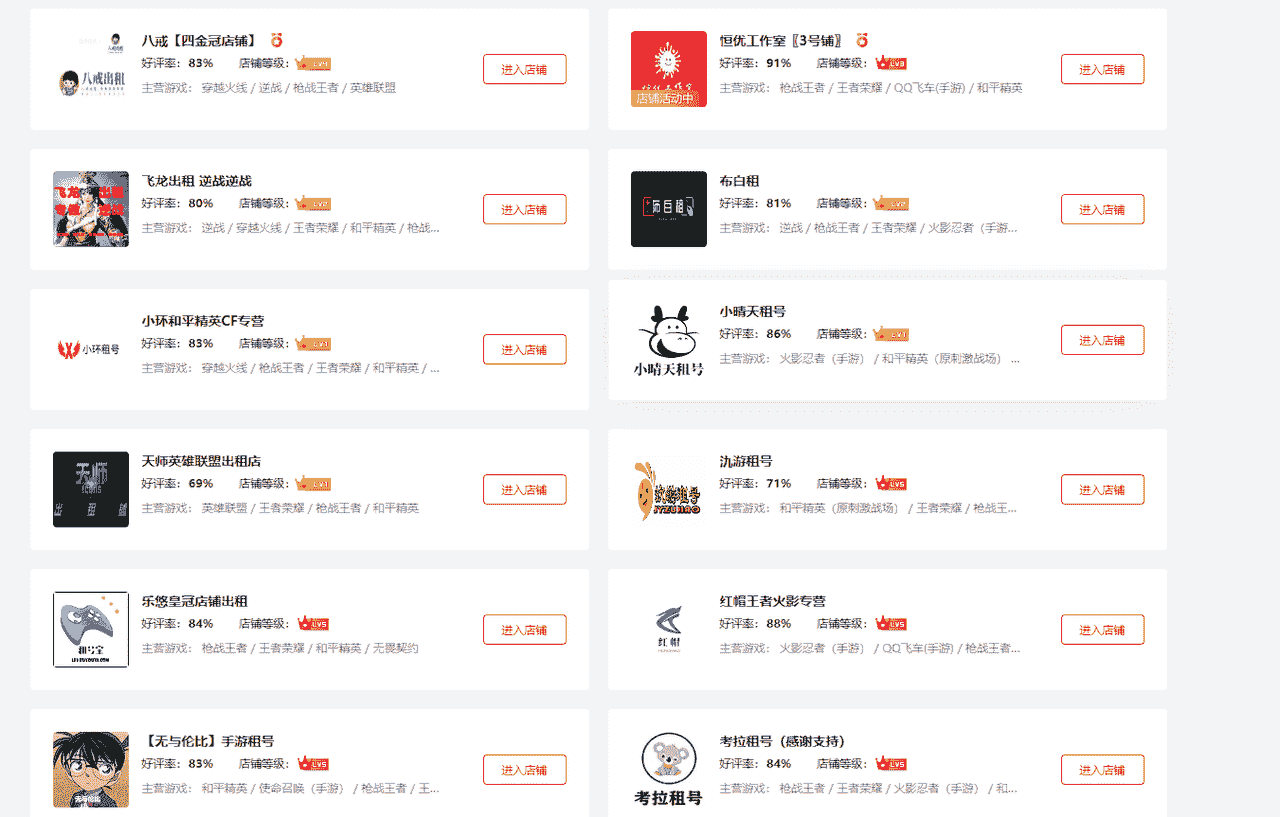 八戒【四金冠店铺】
好评率：83% 店铺等级：
主营游戏： 穿越火线 / 逆战 / 枪战王者 / 英雄联盟
进入店铺
八戒出租
恒优工作室〖3号铺〗
好评率：91% 店铺等级：
主营游戏： 枪战王者 / 王者荣耀 / QQ飞车(手游) / 和平精英
进入店铺
店铺活动中
飞龙出租 逆战逆战
好评率：80% 店铺等级：
主营游戏： 逆战 / 穿越火线 / 王者荣耀 / 和平精英 / 枪战...
进入店铺
布白租
好评率：81% 店铺等级：
主营游戏： 逆战 / 枪战王者 / 王者荣耀 / 火影忍者（手游...
进入店铺
小环租号
小环和平精英CF专营
好评率：83% 店铺等级：
主营游戏： 穿越火线 / 枪战王者 / 王者荣耀 / 和平精英 / ...
进入店铺
小晴天租号
小晴天租号
好评率：86% 店铺等级：
主营游戏： 火影忍者（手游） / 和平精英（原刺激战场） ...
进入店铺
天师
出租
天师英雄联盟出租店
好评率：69% 店铺等级：
主营游戏： 英雄联盟 / 王者荣耀 / 枪战王者 / 和平精英
进入店铺
氿游租号
好评率：71% 店铺等级：LV5
主营游戏： 和平精英（原刺激战场） / 王者荣耀 / 枪战王...
进入店铺
租号宝
乐悠皇冠店铺出租
好评率：84% 店铺等级：LV5
主营游戏： 枪战王者 / 王者荣耀 / 和平精英 / 无畏契约
进入店铺
红帽
红帽王者火影专营
好评率：88% 店铺等级：LV5
主营游戏： 火影忍者（手游） / QQ飞车(手游) / 枪战王者...
进入店铺
无与伦比
【无与伦比】手游租号
好评率：83% 店铺等级：LV5
主营游戏： 和平精英 / 使命召唤（手游） / 枪战王者 / 王...
进入店铺
考拉租号
考拉租号（感谢支持）
好评率：84% 店铺等级：LV5
主营游戏： 枪战王者 / 王者荣耀 / 火影忍者（手游） / 和...
进入店铺